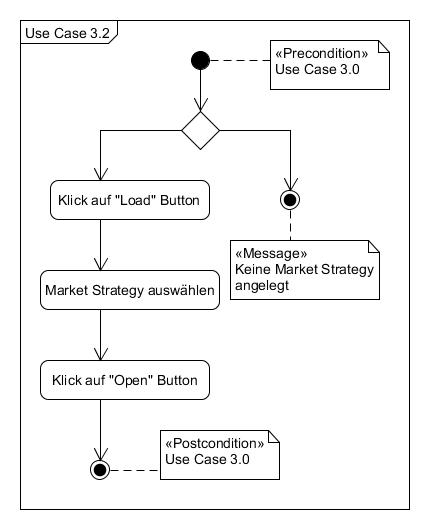 Use Case 3.2
«Precondition»
Use Case 3.0
Klick auf "Load" Button
«Message»
Keine Market Strategy
angelegt
Market Strategy auswählen
Klick auf "Open" Button
«Postcondition»
Use Case 3.0